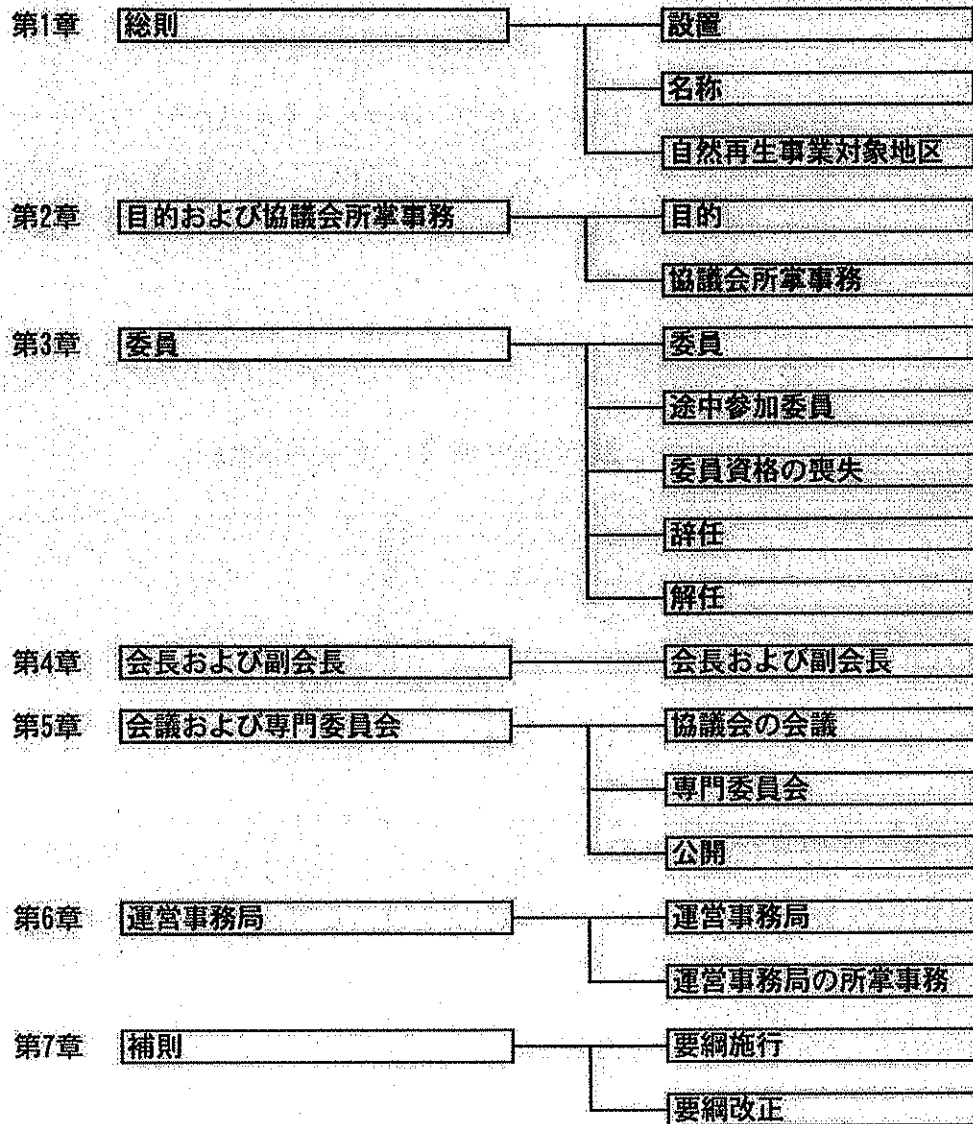 第1章 総則 設置
名称
自然再生事業対象地区
第2章 目的および協議会所掌事務 目的
協議会所掌事務
第3章 委員 委員
途中参加委員
委員資格の喪失
辞任
解任
第4章 会長および副会長 会長および副会長
第5章 会議および専門委員会 協議会の会議
専門委員会
公開
第6章 運営事務局 運営事務局
運営事務局の所掌事務
第7章 補則 要綱施行
要綱改正